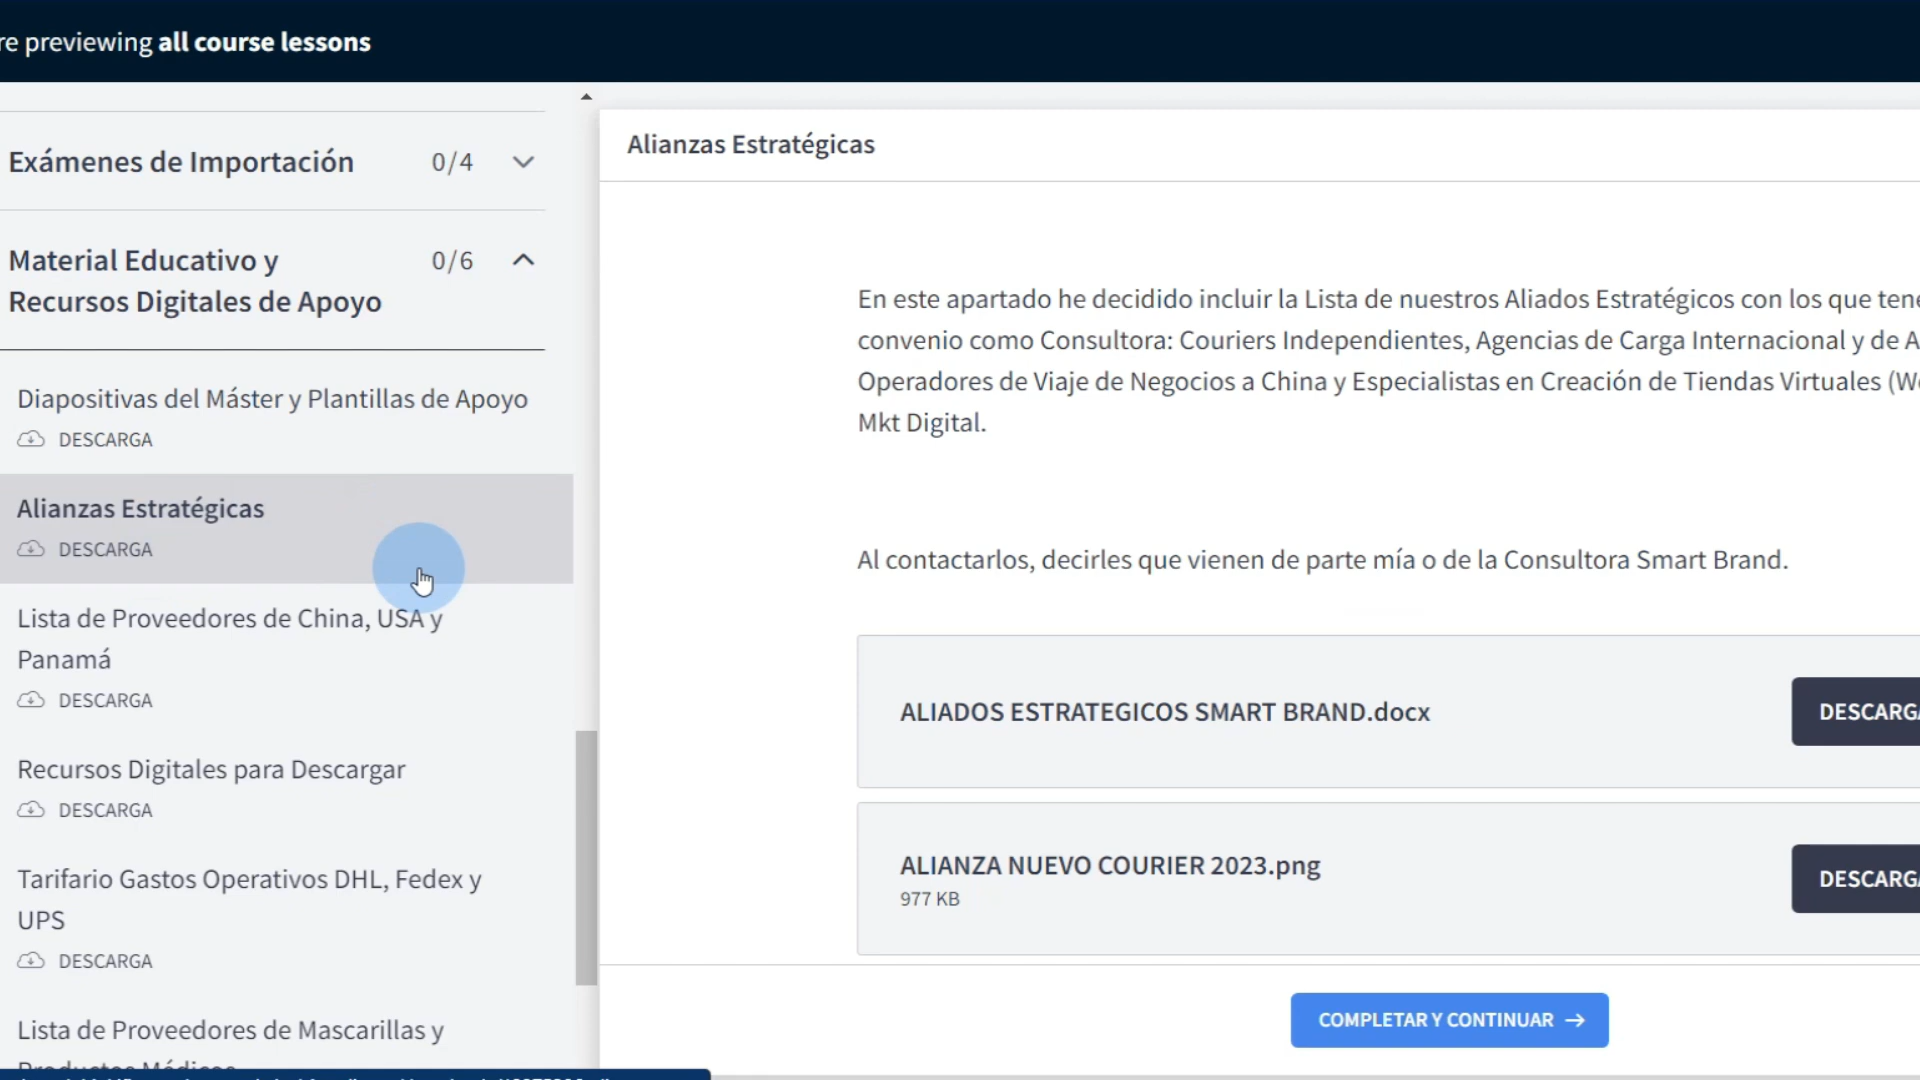 previewing all course lessons
Exámenes de Importación 0/4
Material Educativo y 0/6
Recursos Digitales de Apoyo
Diapositivas del Máster y Plantillas de Apoyo
DESCARGA
Alianzas Estratégicas
DESCARGA
Lista de Proveedores de China, USA y
Panamá
DESCARGA
Recursos Digitales para Descargar
DESCARGA
Tarifario Gastos Operativos DHL, Fedex y
UPS
DESCARGA
Lista de Proveedores de Mascarillas y
Alianzas Estratégicas
En este apartado he decidido incluir la Lista de nuestros Aliados Estratégicos con los que
convenio como Consultora: Couriers Independientes, Agencias de Carga Internacional y de
Operadores de Viaje de Negocios a China y Especialistas en Creación de Tiendas Virtuales
Mkt Digital.
Al contactarlos, decirles que vienen de parte mía o de la Consultora Smart Brand.
ALIADOS ESTRATEGICOS SMART BRAND.docx
ALIANZA NUEVO COURIER 2023.png
977 KB
COMPLETAR Y CONTINUAR →